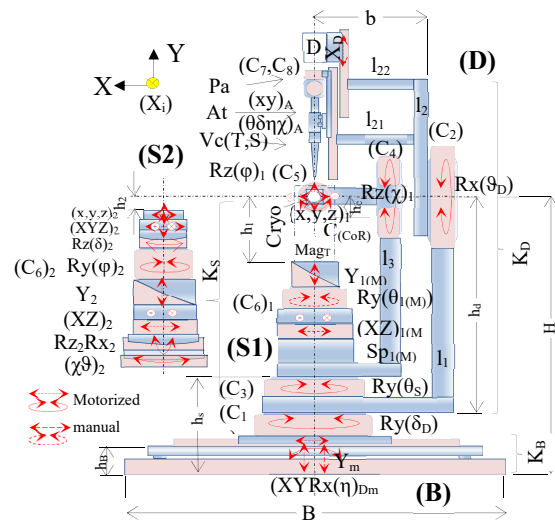 b
Y
X
(Xᵢ)
D
X_D
(D)
(C₇,C₈)
Pa
(xy)_A
At
(θδηχ)_A
Vc(T,S)
l₂₂
l₂
l₂₁
(C₂)
(C₄)
(S2)
Rz(φ)₁ (C₅)
Rz(χ)₁
Rx(ϑ_D
h₂
h_c
(x,y,z)₂
(XYZ)₂
Rz(δ)₂
(C₆)₂ Ry(φ)₂
Y₂
(XZ)₂
Rz₂Rx₂
(χϑ)₂
K_S
Cryo
(x,y,z)₁
C_(CoR)
h₁
Mag_T
l₃
K_D
h_d
H
Y₁₍M₎
(C₆)₁
Ry(θ₁₍M₎)
(XZ)₁₍M
(S1)
Sp₁₍M₎
l₁
(C₃)
Ry(θ_S)
(C₁
Ry(δ_D)
Motorized
manual
h_s
h_B
Y_m
K_B
(XYRx(η)_Dm
(B)
B